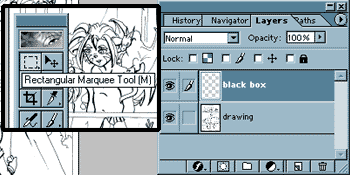 History Navigator Layers Paths
Normal Opacity: 100%
Lock:
Rectangular Marquee Tool (M)
black box
drawing